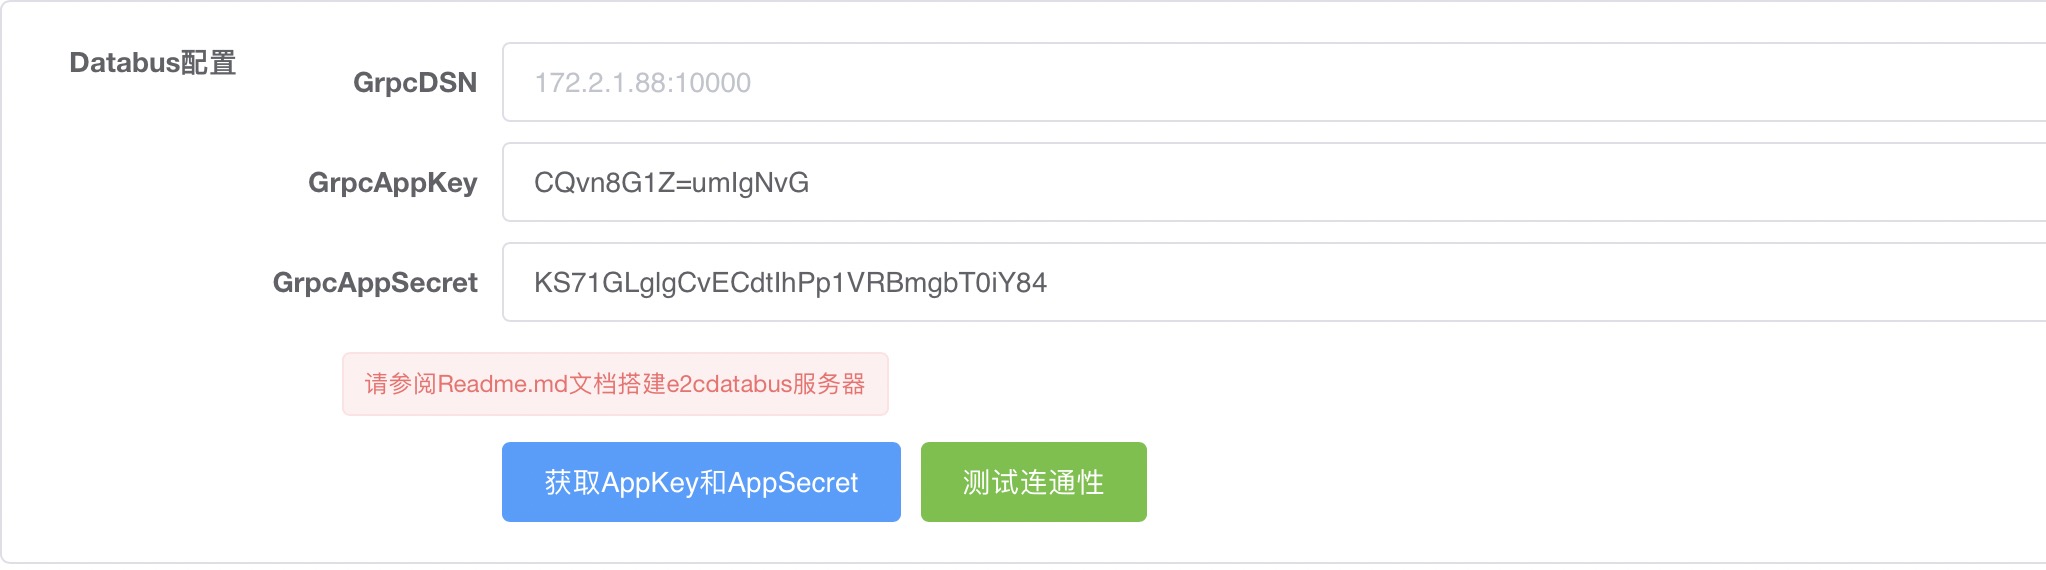 Databus配置
GrpcDSN 172.2.1.88:10000
GrpcAppKey CQvn8G1Z=umIgNvG
GrpcAppSecret KS71GLglgCvECdtIhPp1VRBmgbT0iY84
请参阅Readme.md文档搭建e2cdatabus服务器
获取AppKey和AppSecret 测试连通性